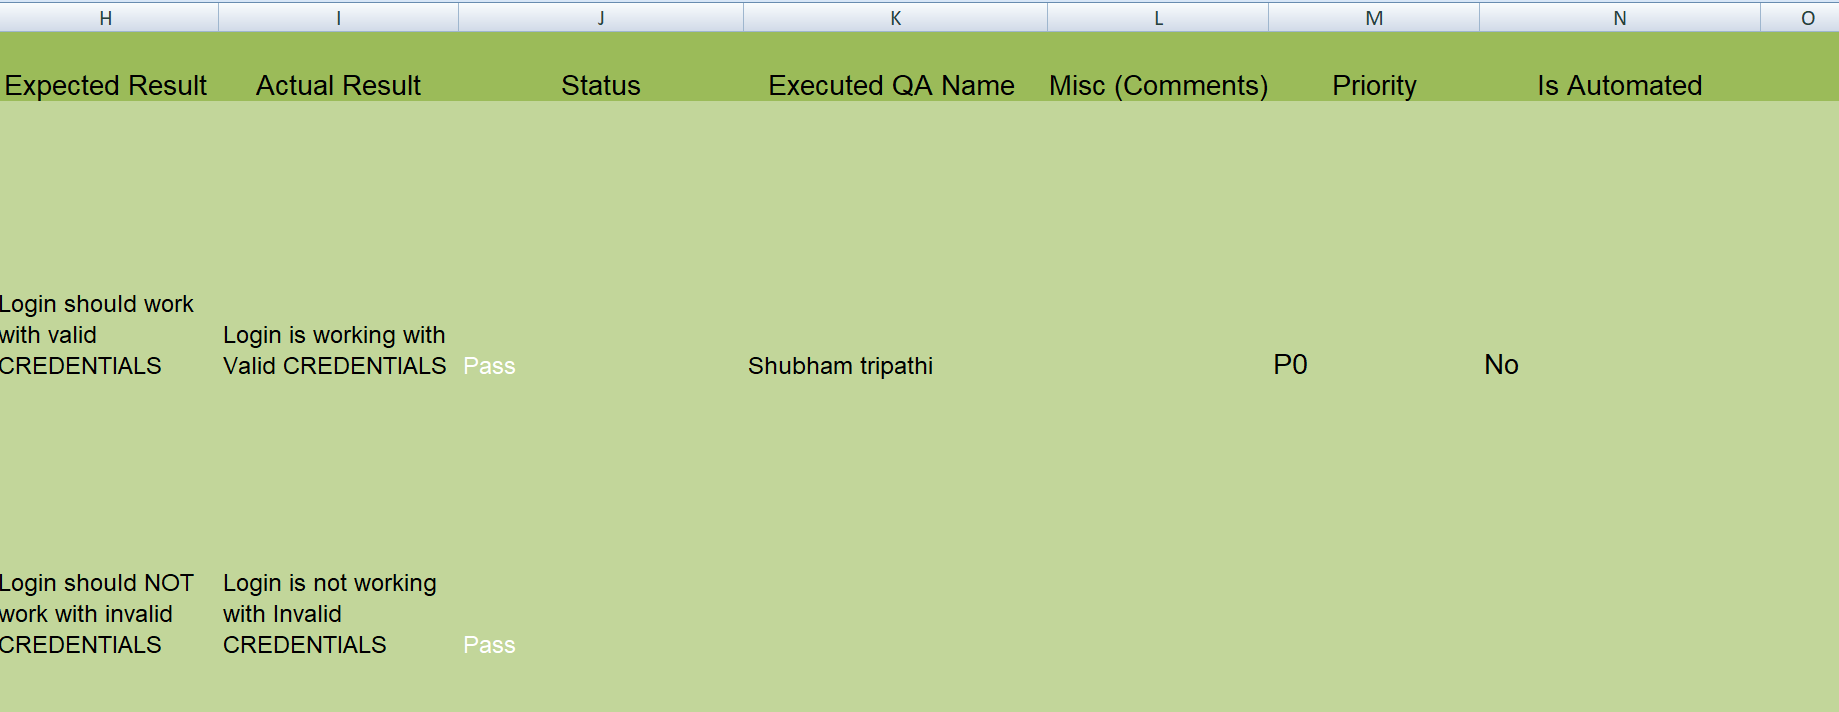 H I J K L M N O
Expected Result Actual Result Status Executed QA Name Misc (Comments) Priority Is Automated
Login should work
with valid Login is working with
CREDENTIALS Valid CREDENTIALS Pass Shubham tripathi P0 No
Login should NOT Login is not working
work with invalid with Invalid
CREDENTIALS CREDENTIALS Pass